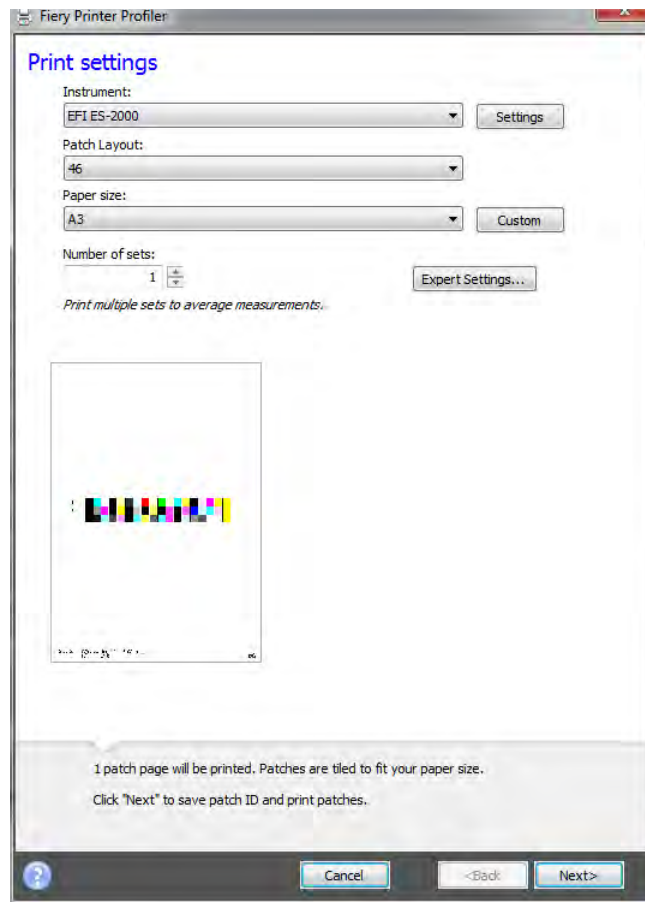 Fiery Printer Profiler
Print settings
Instrument:
EFI ES-2000
Settings
Patch Layout:
46
Paper size:
A3
Custom
Number of sets:
1
Expert Settings...
Print multiple sets to average measurements.
1 patch page will be printed. Patches are tiled to fit your paper size.
Click "Next" to save patch ID and print patches.
?
Cancel
<Back
Next>